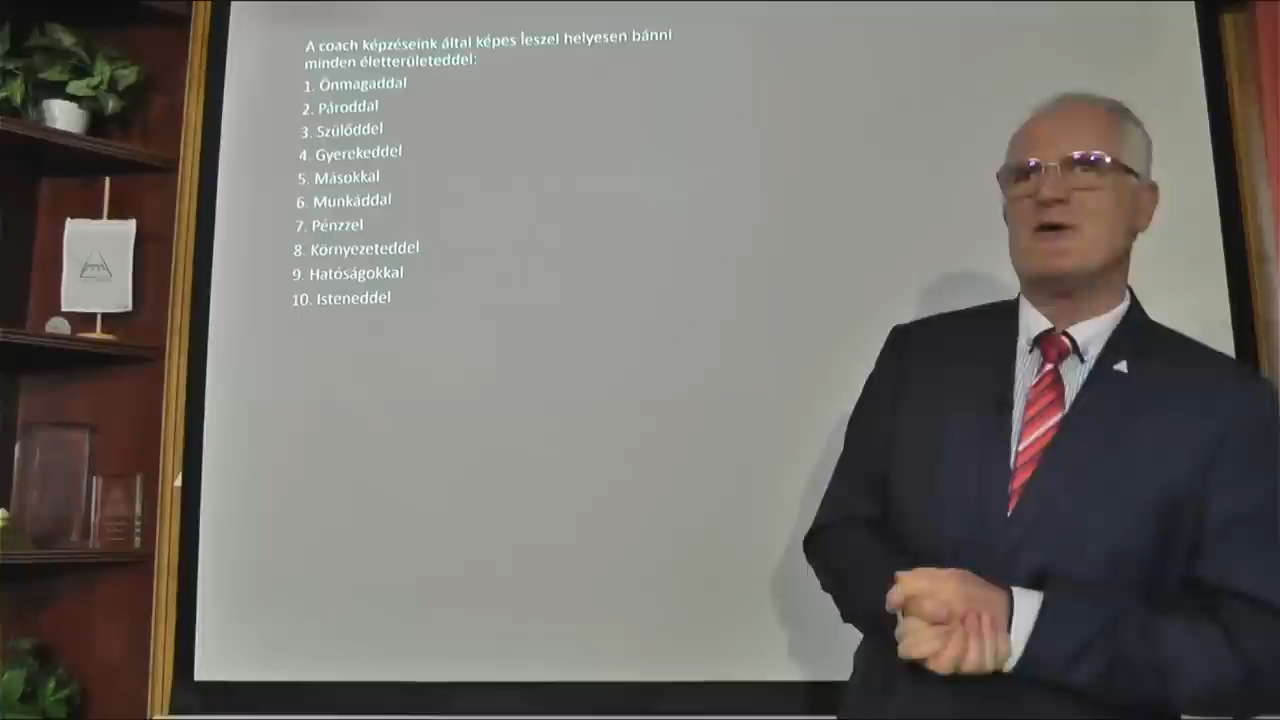 A coach képzéseink által képes leszel helyesen bánni
minden életterületeddel:
1. Önmagaddal
2. Pároddal
3. Szülőddel
4. Gyerekeddel
5. Másokkal
6. Munkáddal
7. Pénzzel
8. Környezeteddel
9. Hatóságokkal
10. Isteneddel